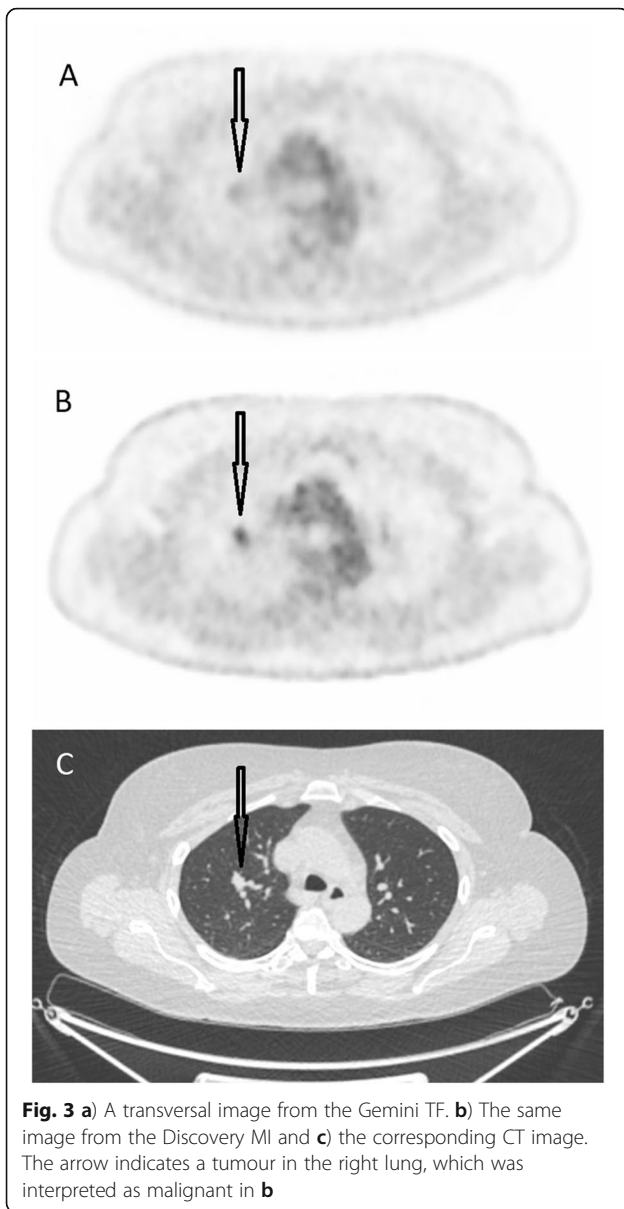 A
B
C
Fig. 3 a) A transversal image from the Gemini TF. b) The same
image from the Discovery MI and c) the corresponding CT image.
The arrow indicates a tumour in the right lung, which was
interpreted as malignant in b